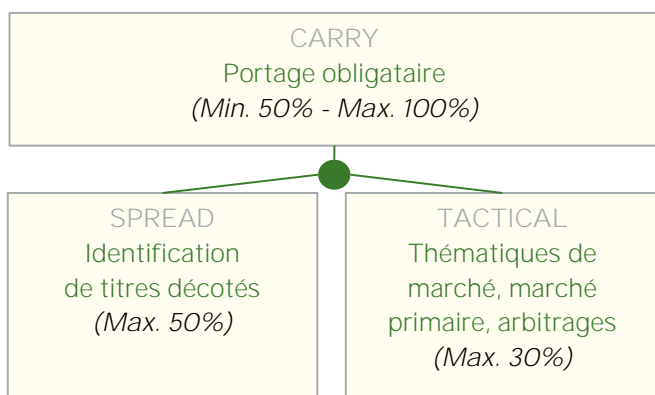 CARRY
Portage obligataire
(Min. 50% - Max. 100%)
SPREAD
Identification
de titres décotés
(Max. 50%)
TACTICAL
Thématiques de
marché, marché
primaire, arbitrages
(Max. 30%)